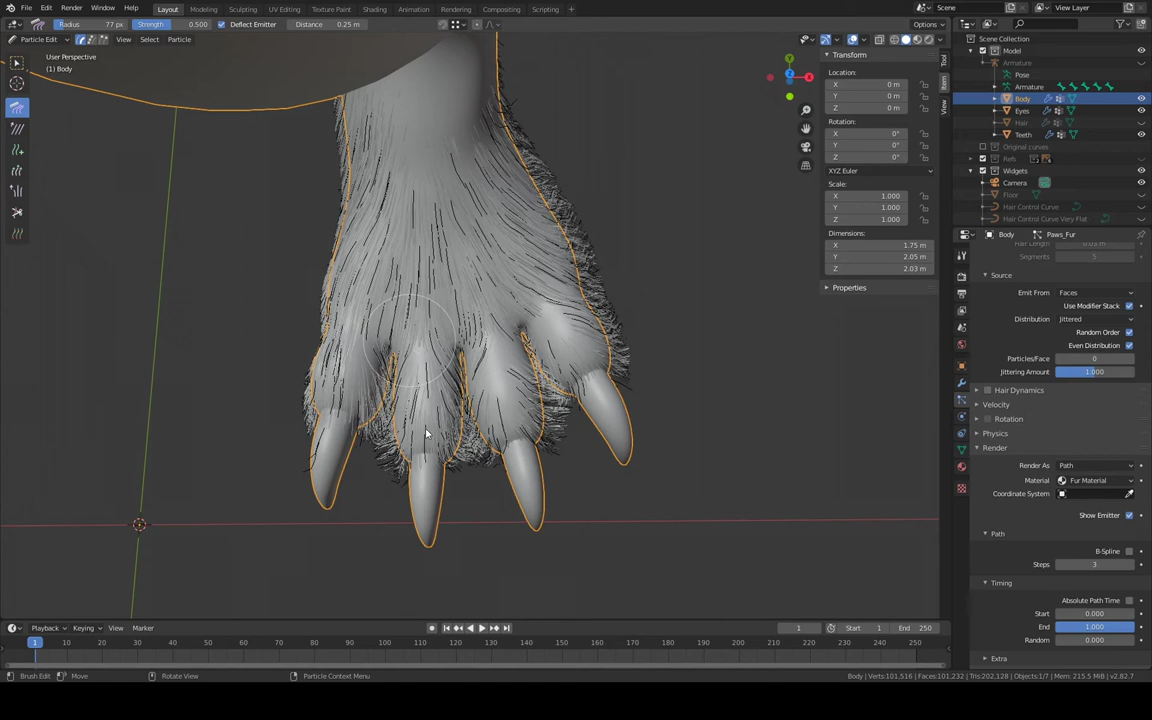 File Edit Render Window Help Layout Modeling Sculpting UV Editing Texture Paint Shading Animation Rendering Compositing Scripting + Scene View Layer
Radius 77 px Strength 0.500 Deflect Emitter Distance 0.25 m Options
Particle Edit View Select Particle
User Perspective
(1) Body
Transform
Location:
X 0 m
Y 0 m
Z 0 m
Rotation:
X 0°
Y 0°
Z 0°
XYZ Euler
Scale:
X 1.000
Y 1.000
Z 1.000
Dimensions:
X 1.75 m
Y 2.05 m
Z 2.03 m
Properties
Tool
Item
View
Scene Collection
Model
Armature
Pose
Armature
Body
Eyes
Hair
Teeth
Original curves
Refs
Widgets
Camera
Floor
Hair Control Curve
Hair Control Curve Very Flat
Body Paws_Fur
Hair Length 0.03 m
Segments 5
Source
Emit From Faces
Use Modifier Stack
Distribution Jittered
Random Order
Even Distribution
Particles/Face 0
Jittering Amount 1.000
Hair Dynamics
Velocity
Rotation
Physics
Render
Render As Path
Material Fur Material
Coordinate System
Show Emitter
Path
B-Spline
Steps 3
Timing
Absolute Path Time
Start 0.000
End 1.000
Random 0.000
Extra
Playback Keying View Marker 1 Start 1 End 250
1 10 20 30 40 50 60 70 80 90 100 110 120 130 140 150 160 170 180 190 200 210 220 230 240 250
Brush Edit Move Rotate View Particle Context Menu Body | Verts:101,516 | Faces:101,232 | Tris:202,128 | Objects:1/7 | Mem: 215.5 MiB | v2.82.7